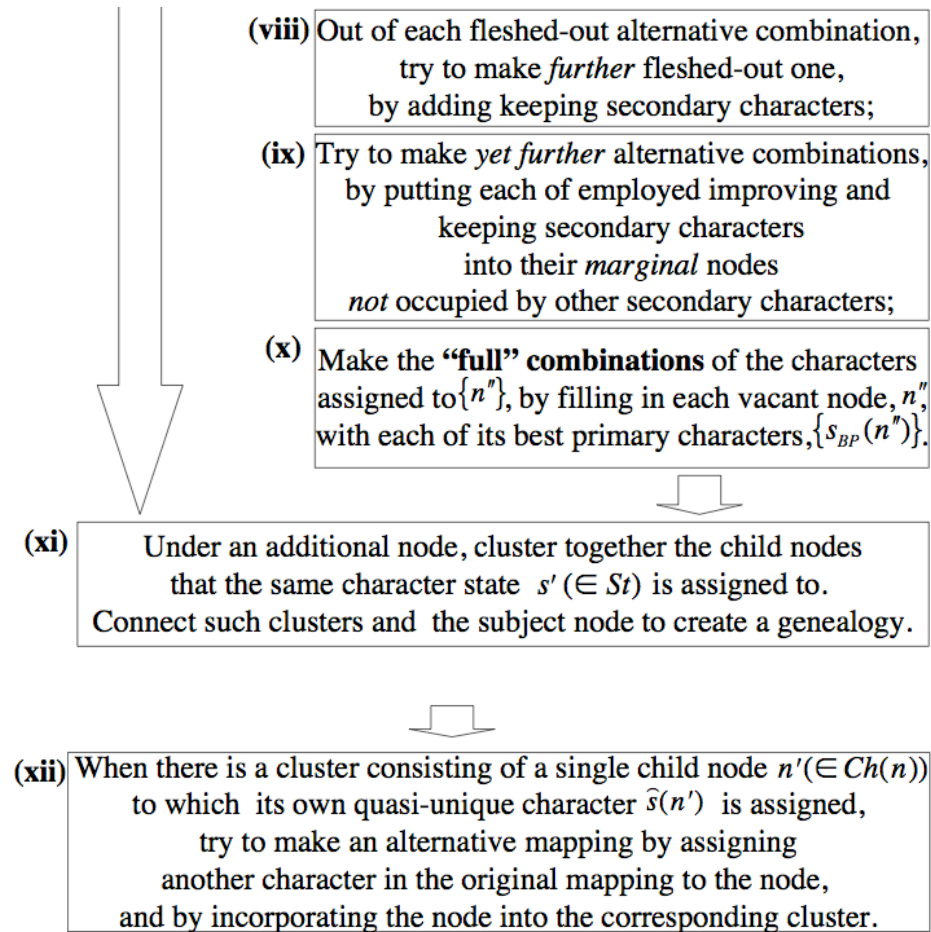 (viii) Out of each fleshed-out alternative combination,
try to make further fleshed-out one,
by adding keeping secondary characters;
(ix) Try to make yet further alternative combinations,
by putting each of employed improving and
keeping secondary characters
into their marginal nodes
not occupied by other secondary characters;
(x) Make the “full” combinations of the characters
assigned to {n″}, by filling in each vacant node, n″,
with each of its best primary characters, {s_BP(n″)}.
(xi) Under an additional node, cluster together the child nodes
that the same character state s′ (∈ St) is assigned to.
Connect such clusters and the subject node to create a genealogy.
(xii) When there is a cluster consisting of a single child node n′(∈ Ch(n))
to which its own quasi-unique character ŝ(n′) is assigned,
try to make an alternative mapping by assigning
another character in the original mapping to the node,
and by incorporating the node into the corresponding cluster.